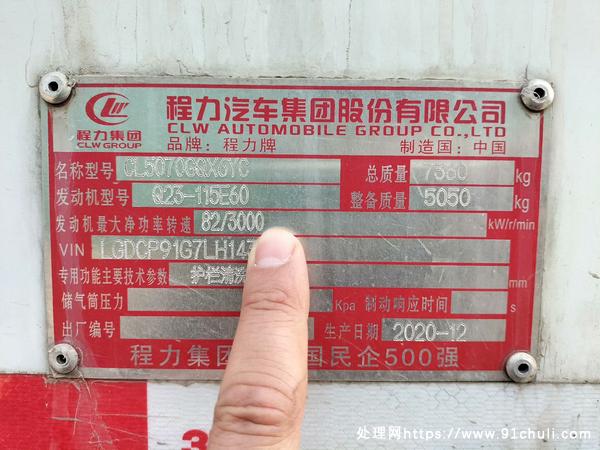 程力汽车集团股份有限公司
CLW AUTOMOBILE GROUP CO.,LTD
CLW
程力集团
CLW GROUP
品牌：程力牌 制造国：中国
名称型号 CL5070GQX6YC 总质量 7360 kg
发动机型号 Q23-115E60 整备质量 5050 kg
发动机最大净功率转速 82/3000 kW/r/min
VIN LGDCP91G7LH14
专用功能主要技术参数 护栏清洗 mm
储气筒压力 Kpa 制动响应时间 s
出厂编号 生产日期 2020-12
程力集团 国民企500强
3
处理网https://www.91chuli.com/